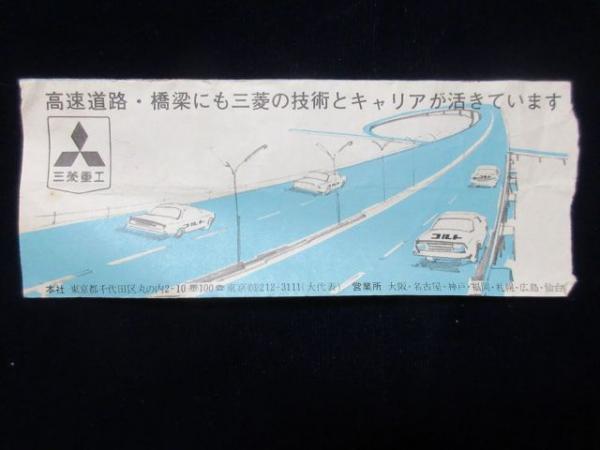 高速道路・橋梁にも三菱の技術とキャリアが活きています
三菱重工
コルト
コルト
本社 東京都千代田区丸の内2-10 〒100 ☎東京(03)212-3111(大代表) 営業所 大阪・名古屋・神戸・福岡・札幌・広島・仙台